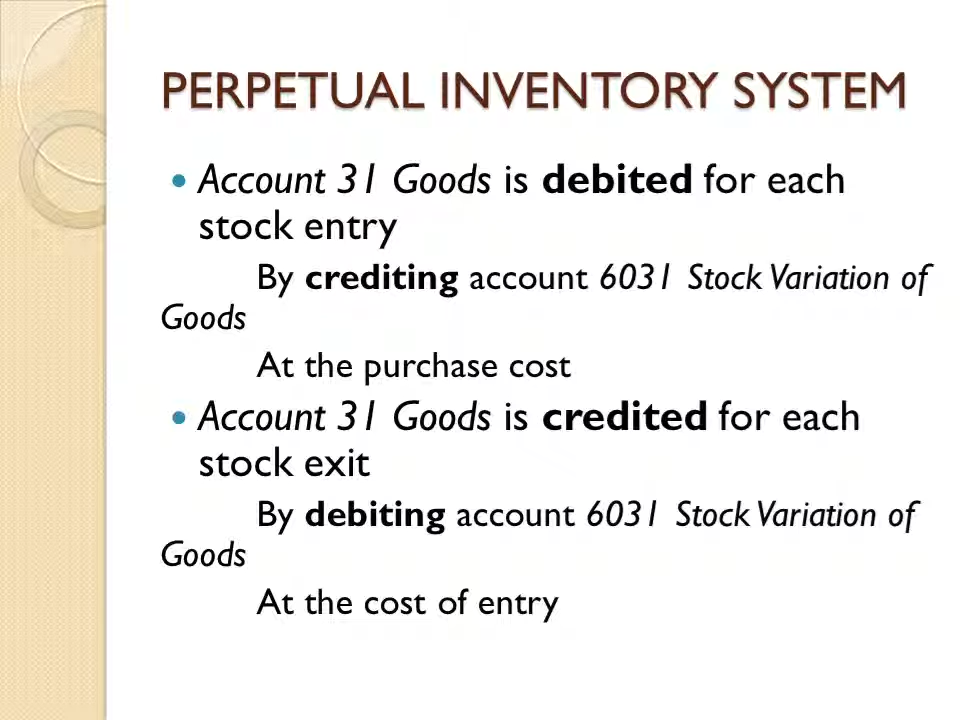 PERPETUAL INVENTORY SYSTEM
• Account 31 Goods is debited for each
stock entry
By crediting account 6031 Stock Variation of
Goods
At the purchase cost
• Account 31 Goods is credited for each
stock exit
By debiting account 6031 Stock Variation of
Goods
At the cost of entry